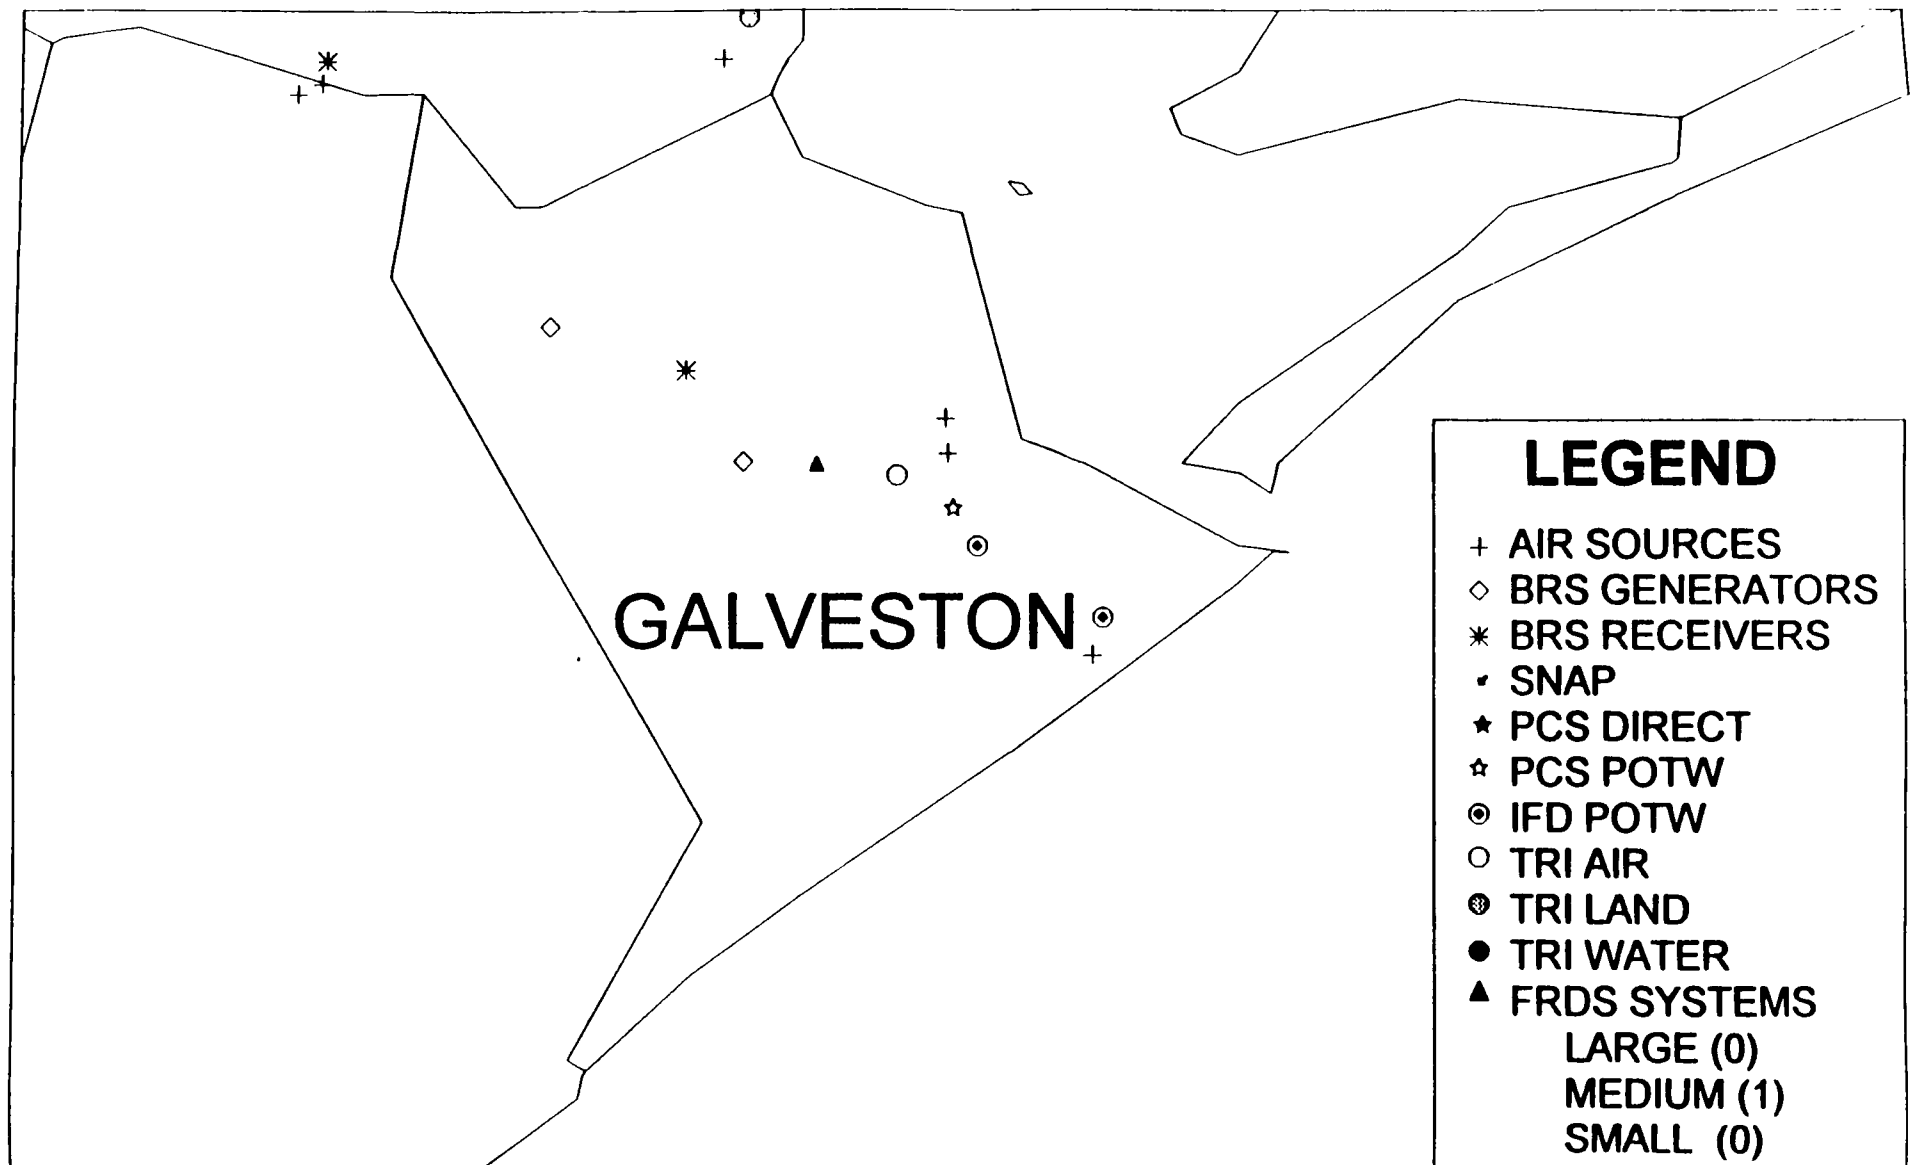 GALVESTON
LEGEND
AIR SOURCES
BRS GENERATORS
BRS RECEIVERS
SNAP
PCS DIRECT
PCS POTW
IFD POTW
TRI AIR
TRI LAND
TRI WATER
FRDS SYSTEMS
LARGE (0)
MEDIUM (1)
SMALL (0)